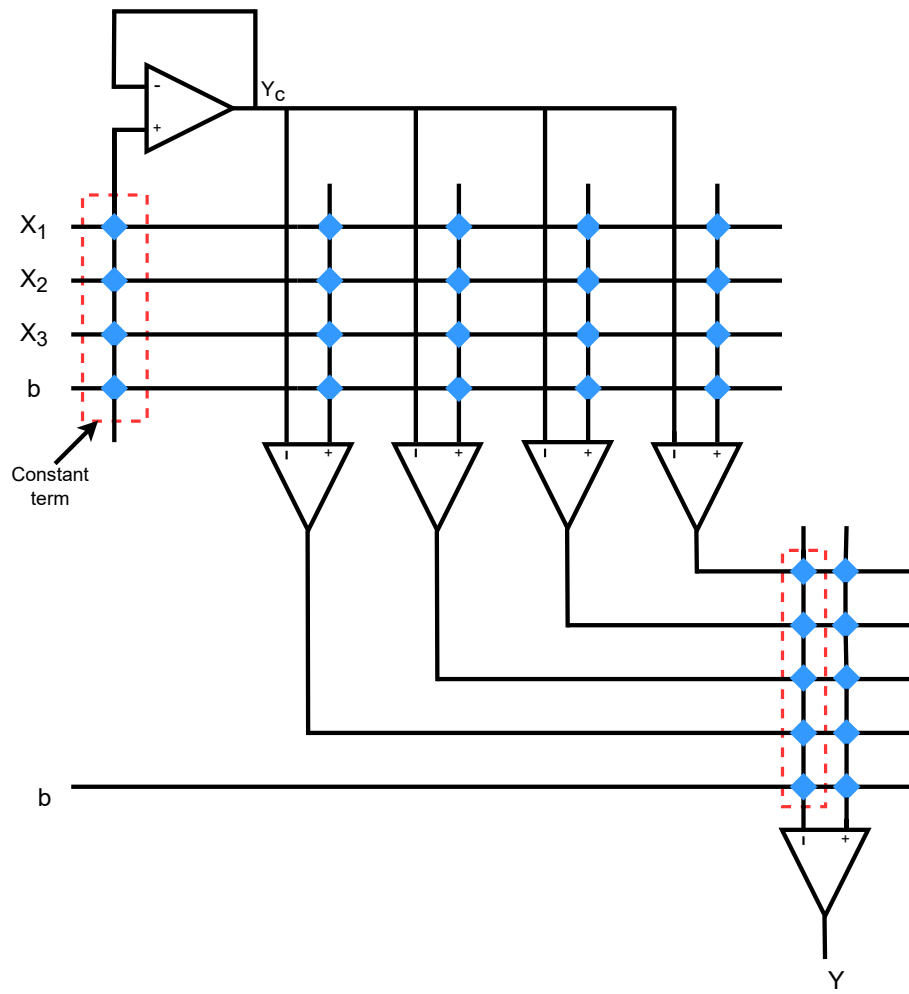 -
Y_C
+
X_1
X_2
X_3
b
Constant
term
- + - + - + - +
b
- +
Y